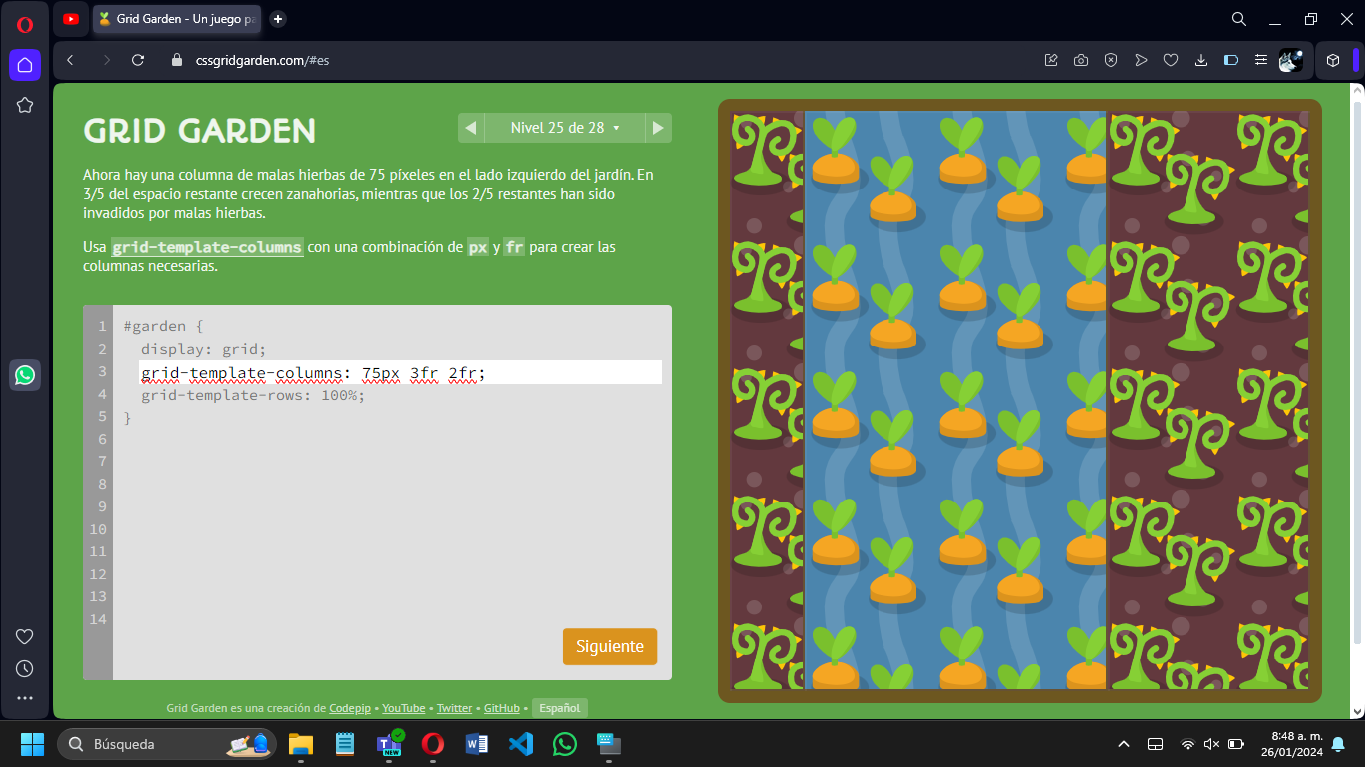 Grid Garden - Un juego pa
cssgridgarden.com/#es
GRID GARDEN
Nivel 25 de 28
Ahora hay una columna de malas hierbas de 75 píxeles en el lado izquierdo del jardín. En
3/5 del espacio restante crecen zanahorias, mientras que los 2/5 restantes han sido
invadidos por malas hierbas.
Usa grid-template-columns con una combinación de px y fr para crear las
columnas necesarias.
1 #garden {
2 display: grid;
3 grid-template-columns: 75px 3fr 2fr;
4 grid-template-rows: 100%;
5 }
6
7
8
9
10
11
12
13
14
Siguiente
Grid Garden es una creación de Codepip • YouTube • Twitter • GitHub • Español
Búsqueda
NEW
8:48 a. m.
26/01/2024